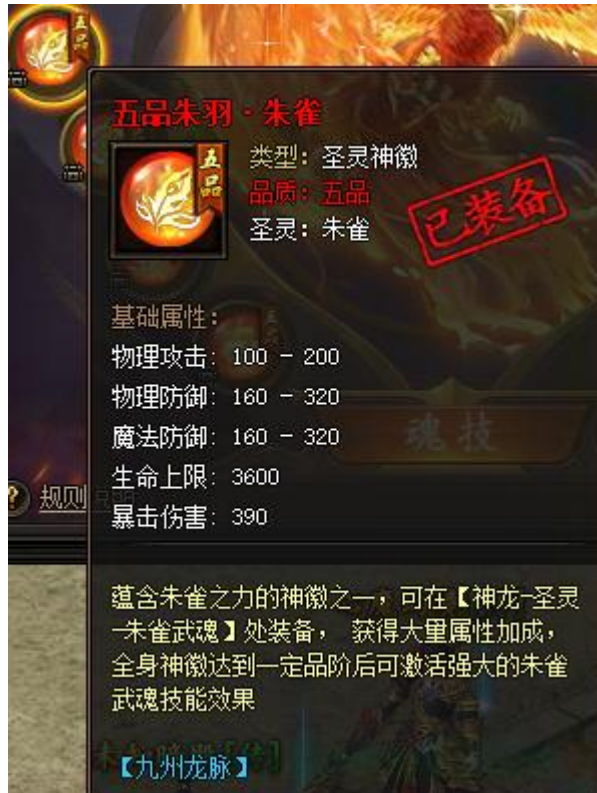 五品朱羽·朱雀
五品
类型：圣灵神徽
品质：五品
圣灵：朱雀
已装备
基础属性：
物理攻击：100 - 200
物理防御：160 - 320
魔法防御：160 - 320
魂技
生命上限：3600
规则
暴击伤害：390
蕴含朱雀之力的神徽之一，可在【神龙-圣灵
-朱雀武魂】处装备， 获得大量属性加成，
全身神徽达到一定品阶后可激活强大的朱雀
武魂技能效果
【九州龙脉】